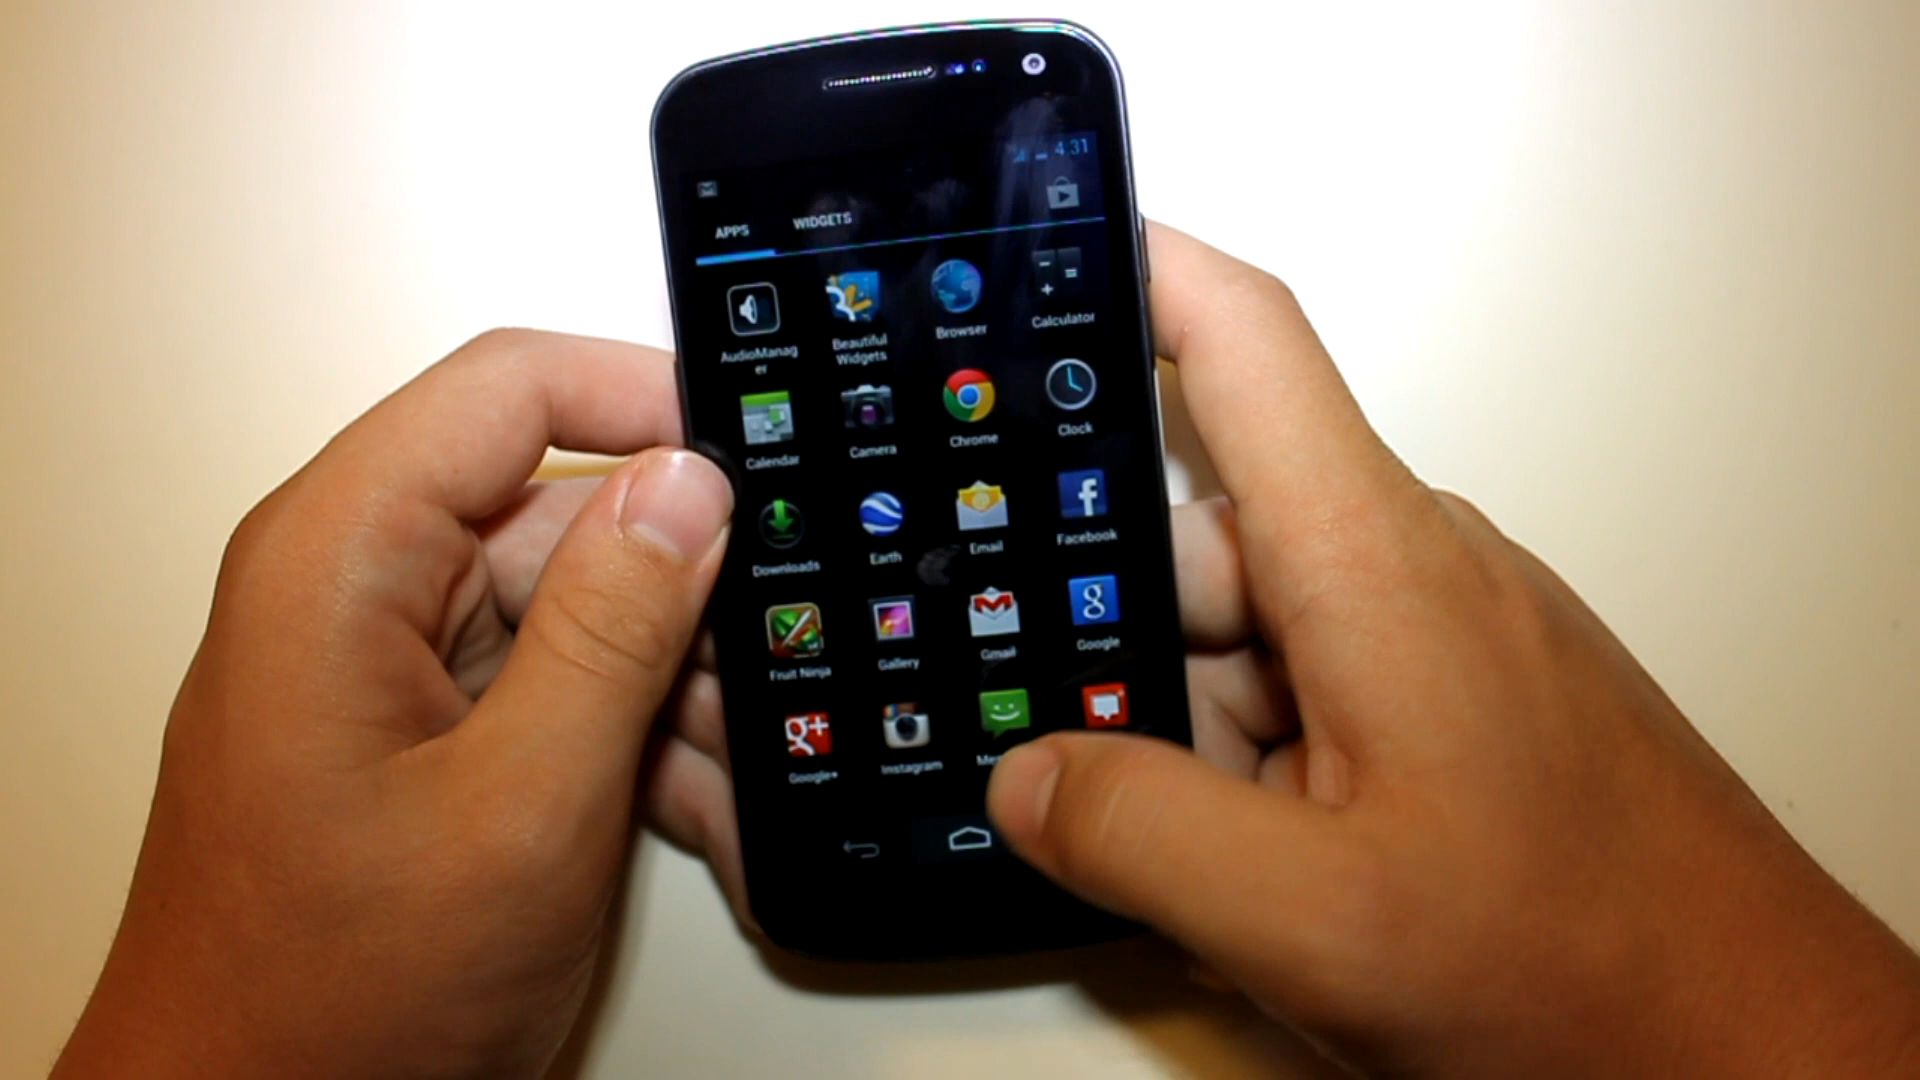 4:31
APPS WIDGETS
AudioManag
er
Beautiful
Widgets
Browser
Calculator
Calendar
Camera
Chrome
Clock
Downloads
Earth
Email
Facebook
Fruit Ninja
Gallery
Gmail
Google
Google+
Instagram